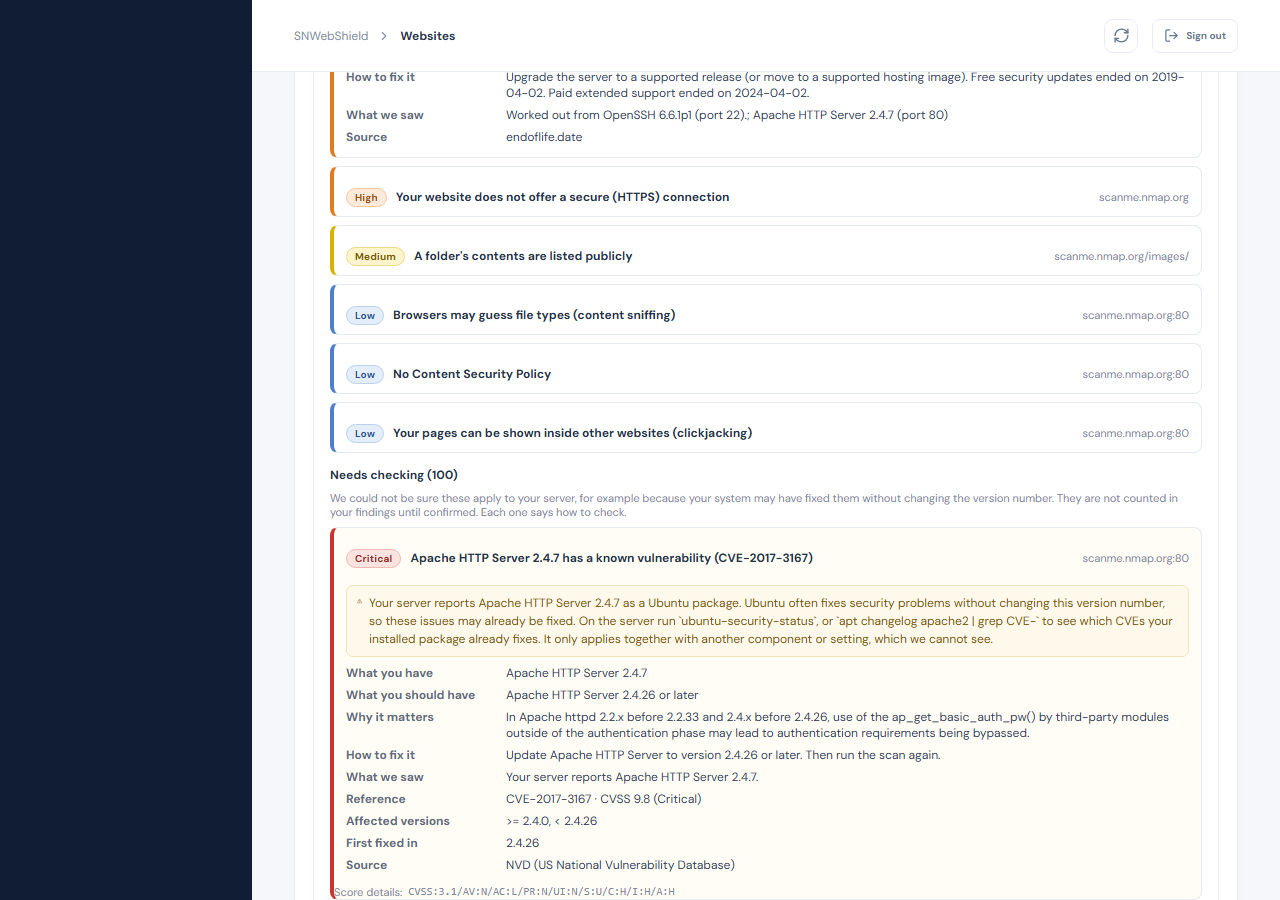 SNWebShield > Websites
Sign out
How to fix it
Upgrade the server to a supported release (or move to a supported hosting image). Free security updates ended on 2019-
04-02. Paid extended support ended on 2024-04-02.
What we saw
Worked out from OpenSSH 6.6.1p1 (port 22).; Apache HTTP Server 2.4.7 (port 80)
Source
endoflife.date
High Your website does not offer a secure (HTTPS) connection scanme.nmap.org
Medium A folder's contents are listed publicly scanme.nmap.org/images/
Low Browsers may guess file types (content sniffing) scanme.nmap.org:80
Low No Content Security Policy scanme.nmap.org:80
Low Your pages can be shown inside other websites (clickjacking) scanme.nmap.org:80
Needs checking (100)
We could not be sure these apply to your server, for example because your system may have fixed them without changing the version number. They are not counted in
your findings until confirmed. Each one says how to check.
Critical Apache HTTP Server 2.4.7 has a known vulnerability (CVE-2017-3167) scanme.nmap.org:80
Your server reports Apache HTTP Server 2.4.7 as a Ubuntu package. Ubuntu often fixes security problems without changing this version number,
so these issues may already be fixed. On the server run `ubuntu-security-status`, or `apt changelog apache2 | grep CVE-` to see which CVEs your
installed package already fixes. It only applies together with another component or setting, which we cannot see.
What you have
Apache HTTP Server 2.4.7
What you should have
Apache HTTP Server 2.4.26 or later
Why it matters
In Apache httpd 2.2.x before 2.2.33 and 2.4.x before 2.4.26, use of the ap_get_basic_auth_pw() by third-party modules
outside of the authentication phase may lead to authentication requirements being bypassed.
How to fix it
Update Apache HTTP Server to version 2.4.26 or later. Then run the scan again.
What we saw
Your server reports Apache HTTP Server 2.4.7.
Reference
CVE-2017-3167 · CVSS 9.8 (Critical)
Affected versions
>= 2.4.0, < 2.4.26
First fixed in
2.4.26
Source
NVD (US National Vulnerability Database)
Score details: CVSS:3.1/AV:N/AC:L/PR:N/UI:N/S:U/C:H/I:H/A:H